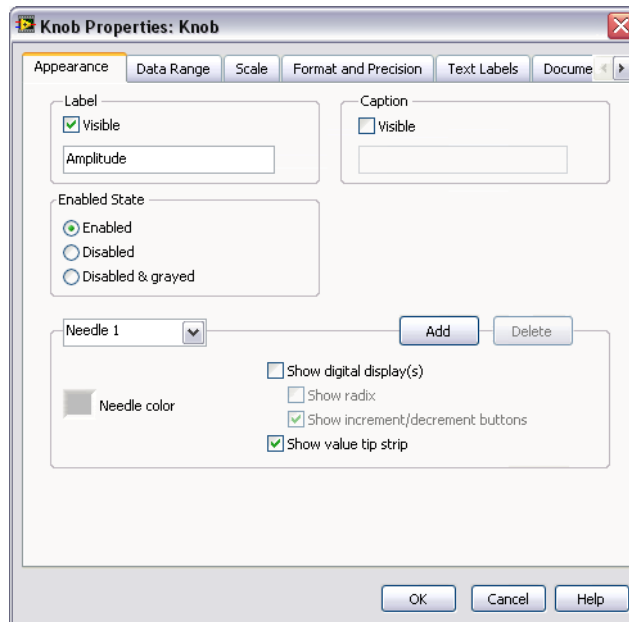 Knob Properties: Knob
Appearance Data Range Scale Format and Precision Text Labels Docume
Label
Visible
Amplitude
Caption
Visible
Enabled State
Enabled
Disabled
Disabled & grayed
Needle 1
Add Delete
Needle color
Show digital display(s)
Show radix
Show increment/decrement buttons
Show value tip strip
OK Cancel Help